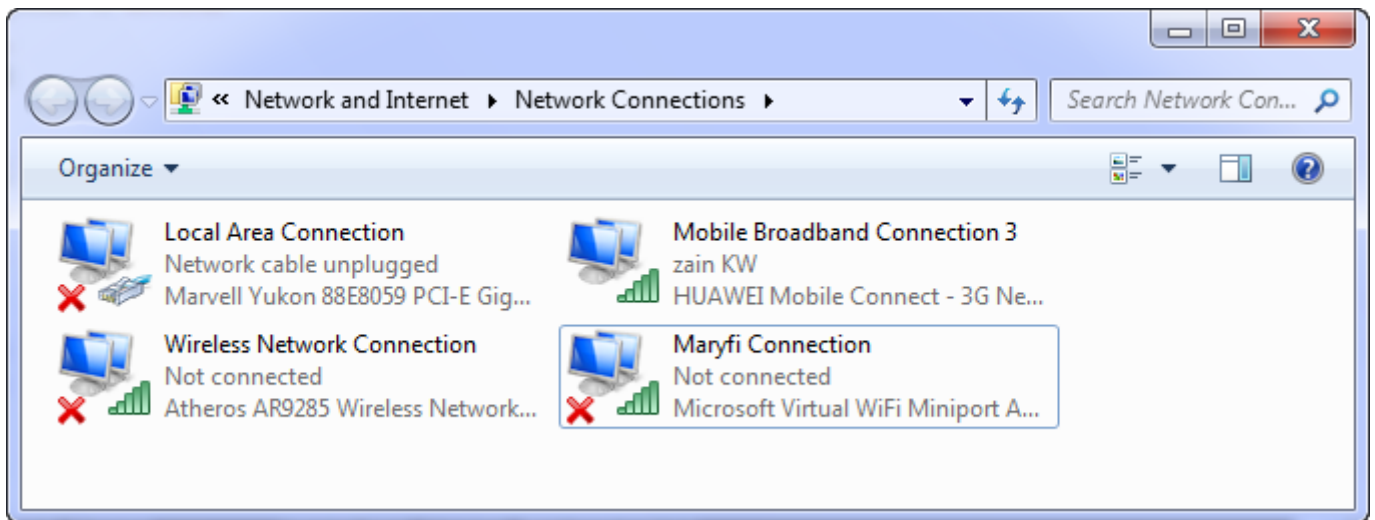 « Network and Internet ▸ Network Connections ▸
Search Network Con...
Organize
Local Area Connection
Network cable unplugged
Marvell Yukon 88E8059 PCI-E Gig...
Mobile Broadband Connection 3
zain KW
HUAWEI Mobile Connect - 3G Ne...
Wireless Network Connection
Not connected
Atheros AR9285 Wireless Network...
Maryfi Connection
Not connected
Microsoft Virtual WiFi Miniport A...